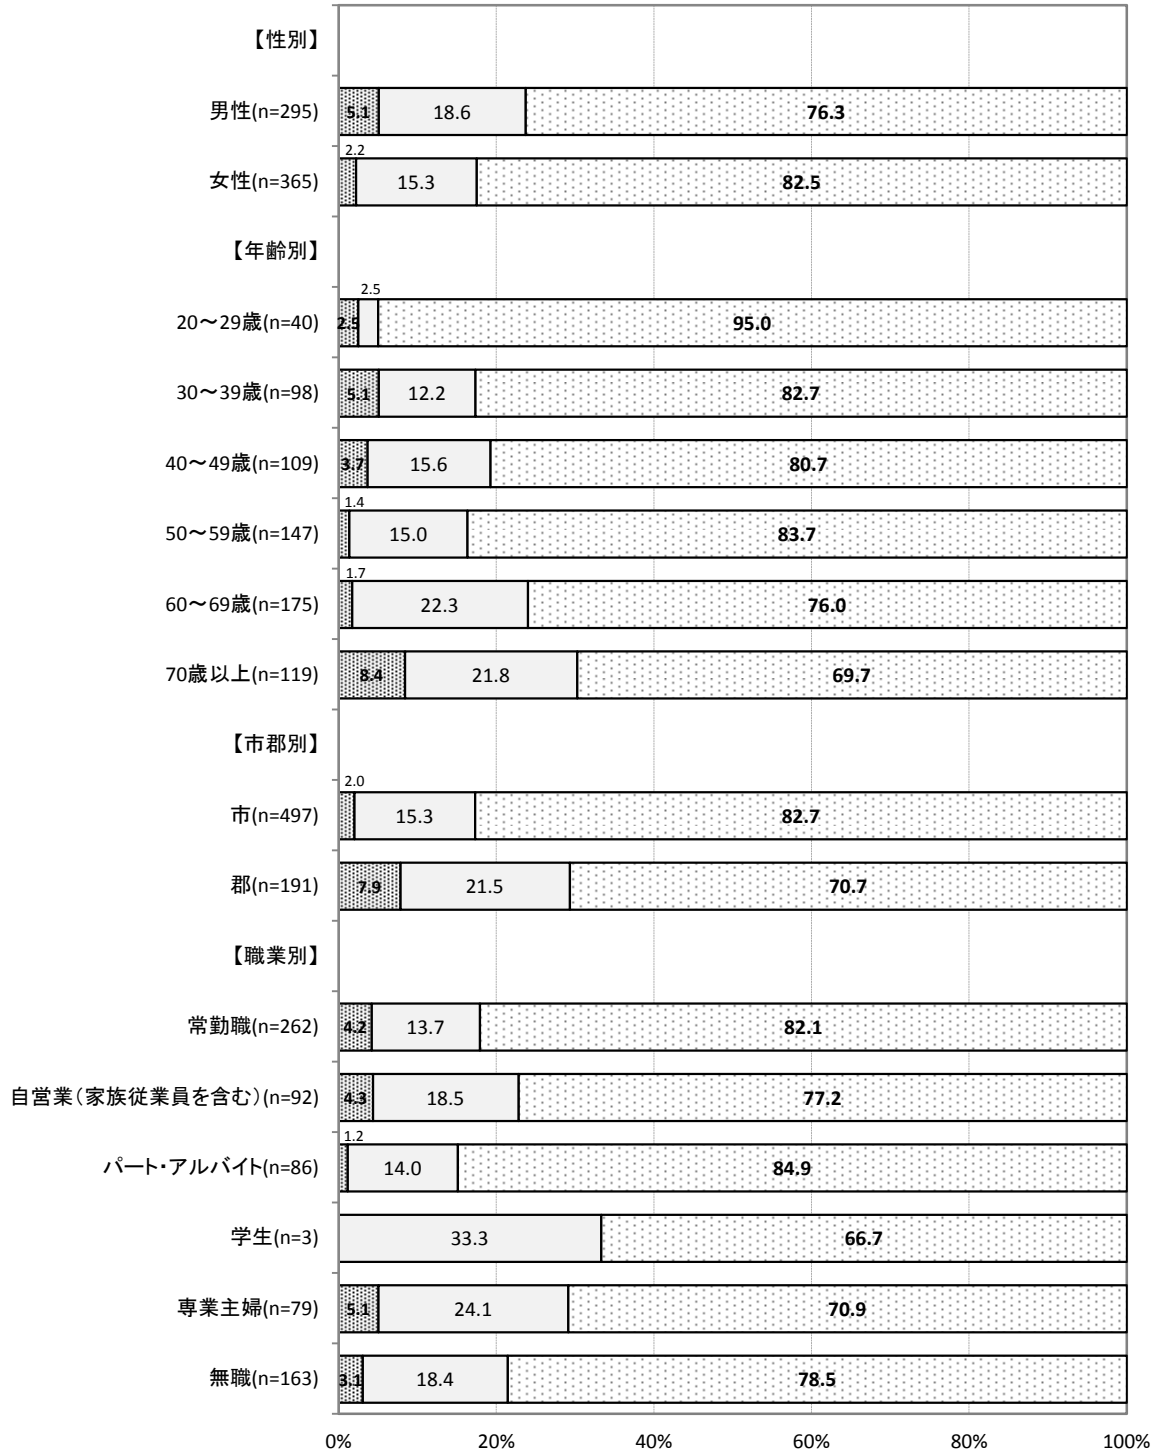 【性別】
男性(n=295) 5.1 18.6 76.3
2.2
女性(n=365) 15.3 82.5
【年齢別】
2.5
20～29歳(n=40) 2.5 95.0
30～39歳(n=98) 5.1 12.2 82.7
40～49歳(n=109) 3.7 15.6 80.7
1.4
50～59歳(n=147) 15.0 83.7
1.7
60～69歳(n=175) 22.3 76.0
70歳以上(n=119) 8.4 21.8 69.7
【市郡別】
2.0
市(n=497) 15.3 82.7
郡(n=191) 7.9 21.5 70.7
【職業別】
常勤職(n=262) 4.2 13.7 82.1
自営業（家族従業員を含む）(n=92) 4.3 18.5 77.2
1.2
パート・アルバイト(n=86) 14.0 84.9
学生(n=3) 33.3 66.7
専業主婦(n=79) 5.1 24.1 70.9
無職(n=163) 3.1 18.4 78.5
0% 20% 40% 60% 80% 100%